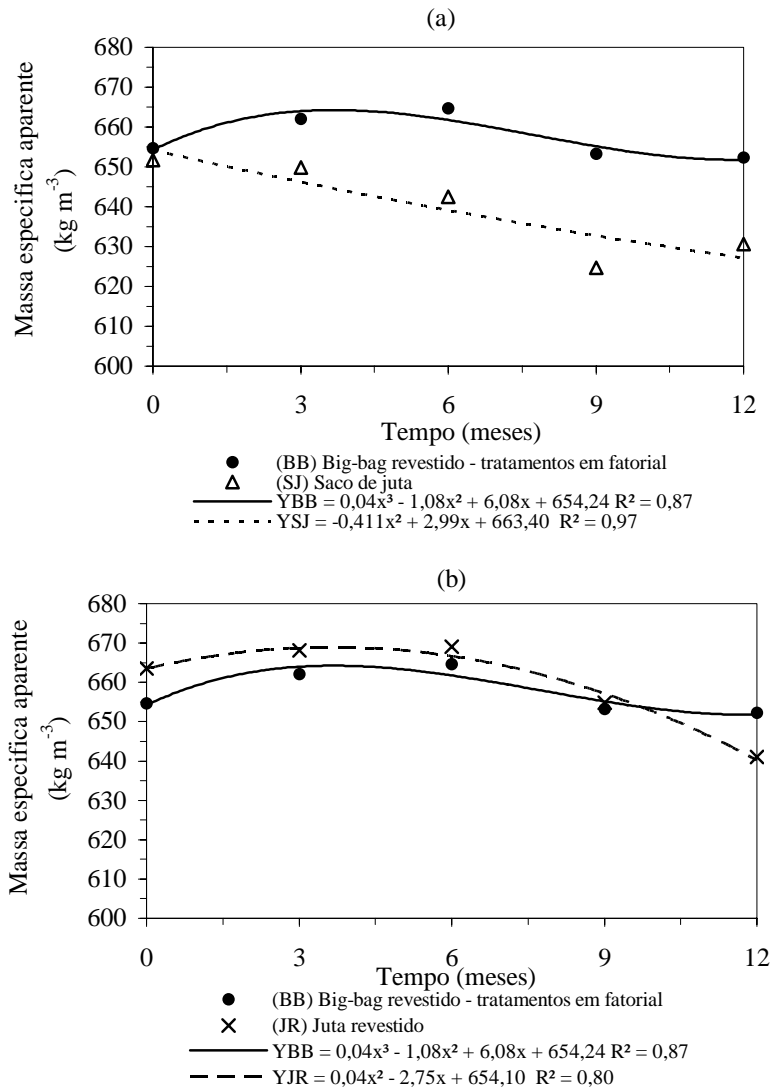 (a)
680
670
660
650
640
630
620
610
600
Massa especifica aparente
(kg m⁻³)
0 3 6 9 12
Tempo (meses)
(BB) Big-bag revestido - tratamentos em fatorial
(SJ) Saco de juta
YBB = 0,04x³ - 1,08x² + 6,08x + 654,24 R² = 0,87
YSJ = -0,411x² + 2,99x + 663,40 R² = 0,97
(b)
680
670
660
650
640
630
620
610
600
Massa especifica aparente
(kg m⁻³)
0 3 6 9 12
Tempo (meses)
(BB) Big-bag revestido - tratamentos em fatorial
(JR) Juta revestido
YBB = 0,04x³ - 1,08x² + 6,08x + 654,24 R² = 0,87
YJR = 0,04x² - 2,75x + 654,10 R² = 0,80